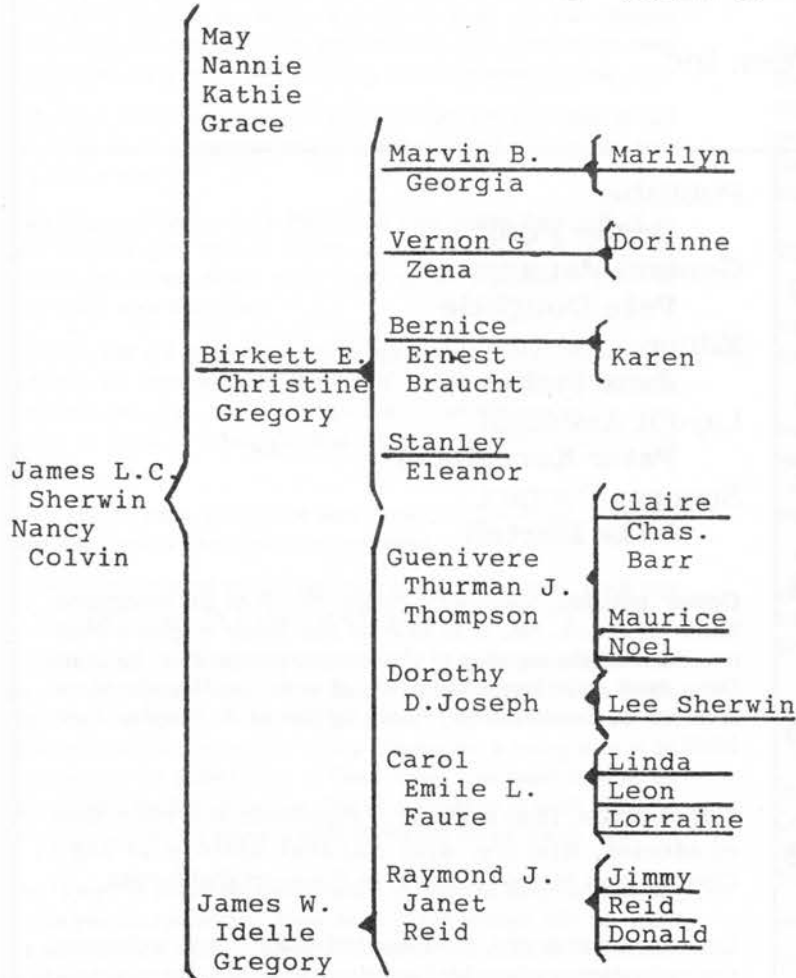 James L.C.
Sherwin
Nancy
Colvin
May
Nannie
Kathie
Grace
Birkett E.
Christine
Gregory
Marvin B.
Georgia
Marilyn
Vernon G
Zena
Dorinne
Bernice
Ernest
Braucht
Karen
Stanley
Eleanor
James W.
Idelle
Gregory
Guenivere
Thurman J.
Thompson
Claire
Chas.
Barr
Maurice
Noel
Dorothy
D.Joseph
Lee Sherwin
Carol
Emile L.
Faure
Linda
Leon
Lorraine
Raymond J.
Janet
Reid
Jimmy
Reid
Donald